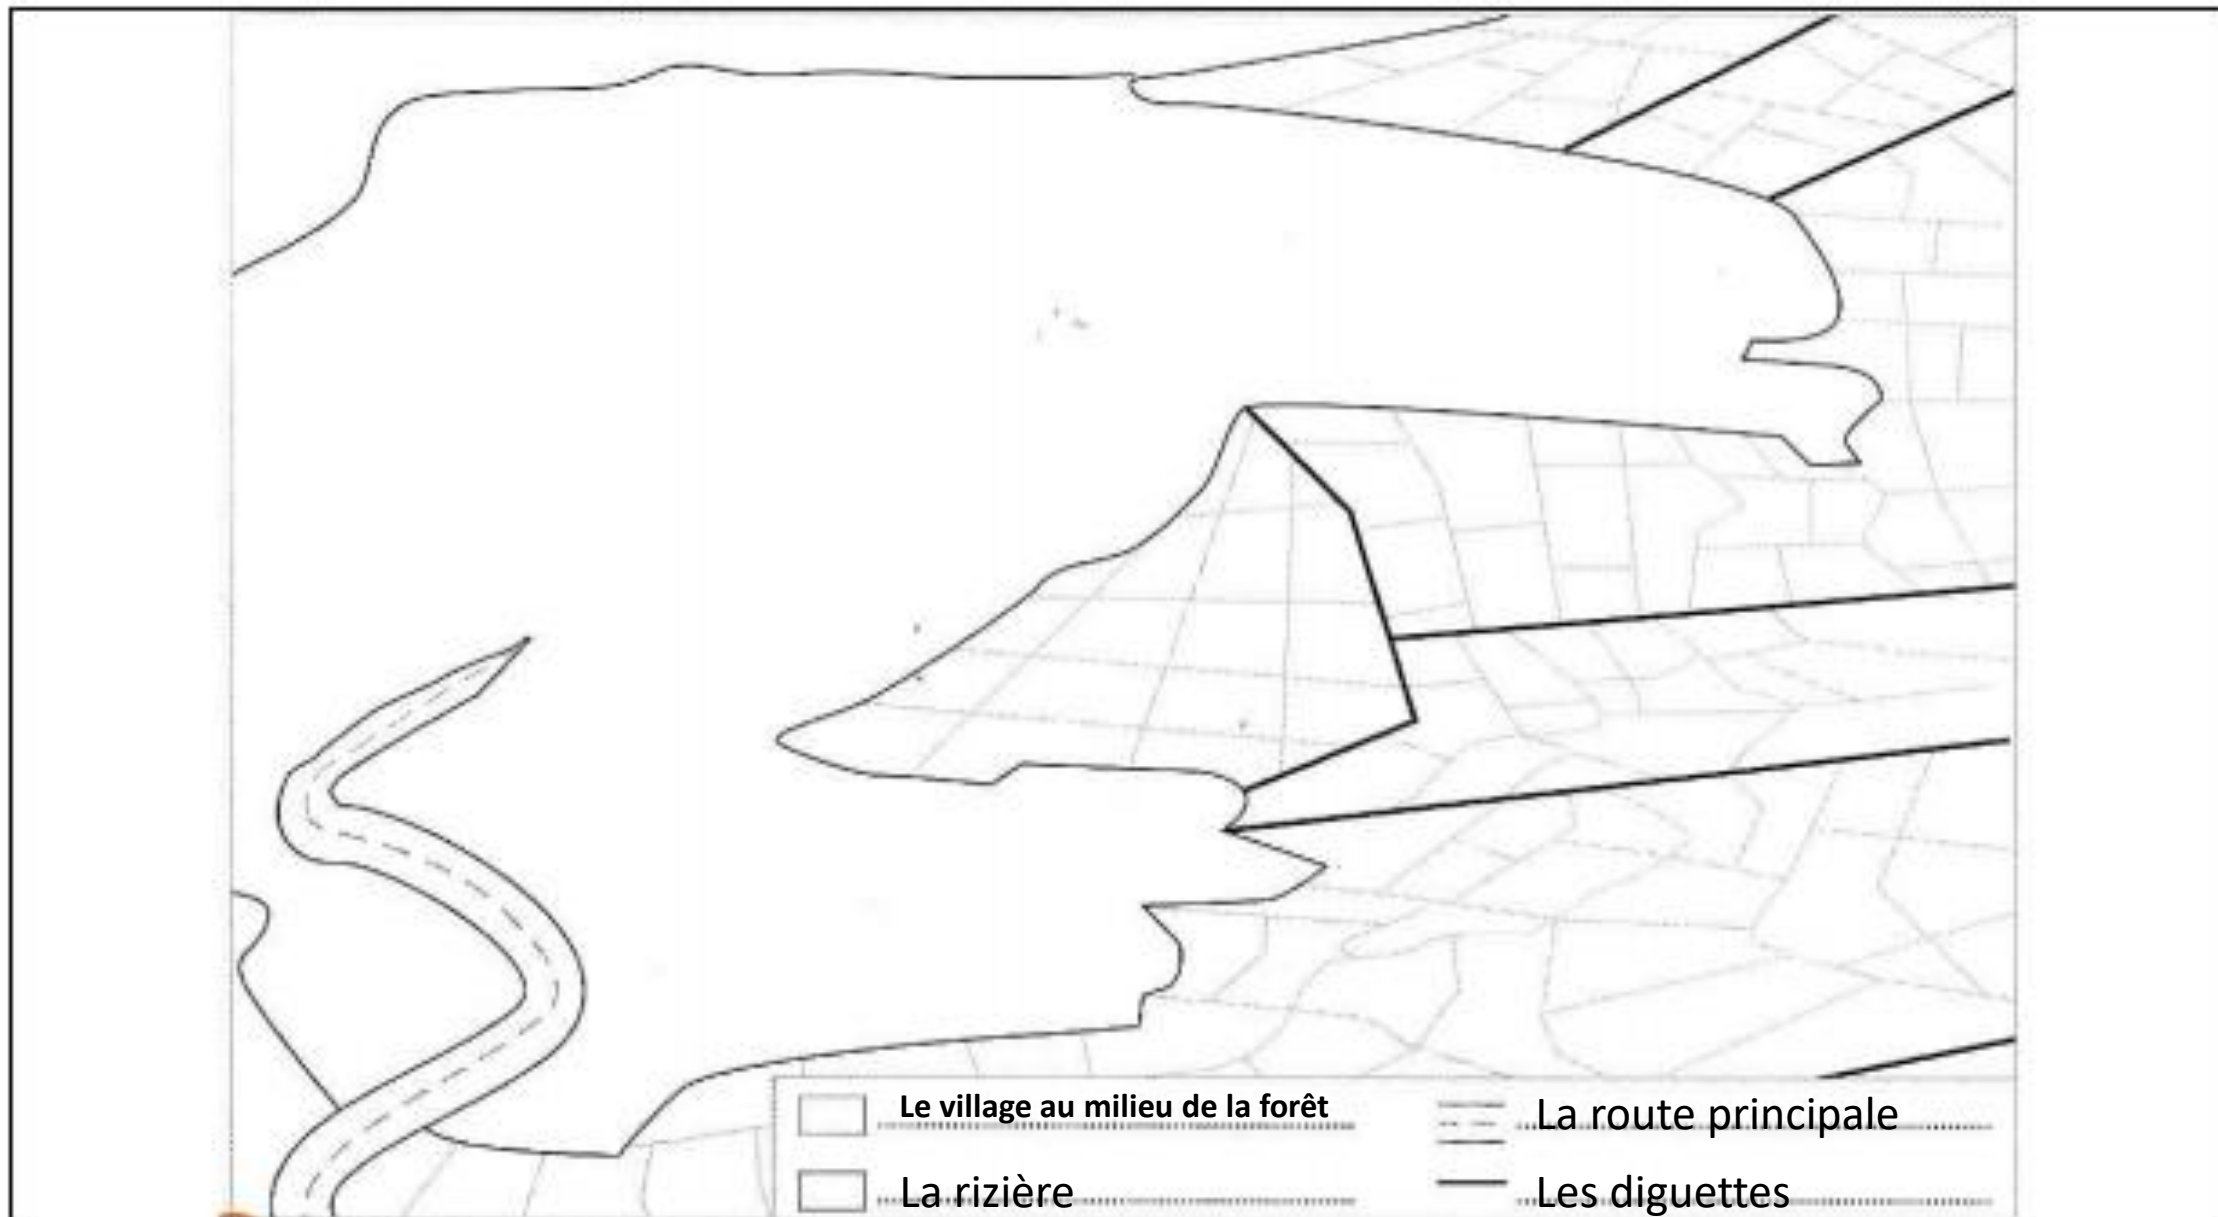 Le village au milieu de la forêt
La route principale
La rizière
Les diguettes